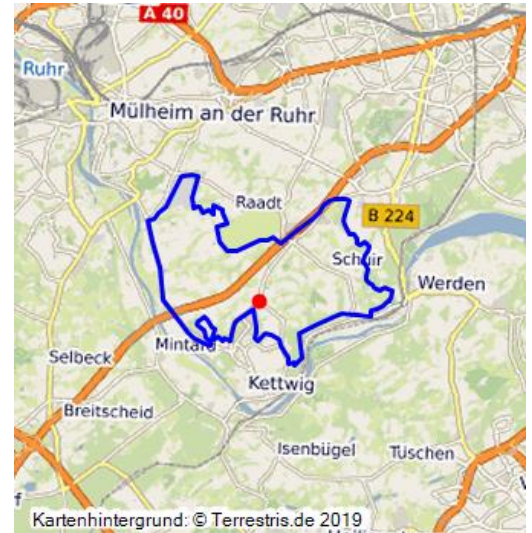 A 40
Ruhr
Mülheim an der Ruhr
Raadt
B 224
Schuir
Werden
Mintard
Selbeck
Kettwig
Breitscheid
Isenbügel
Tüschen
Kartenhintergrund: © Terrestris.de 2019